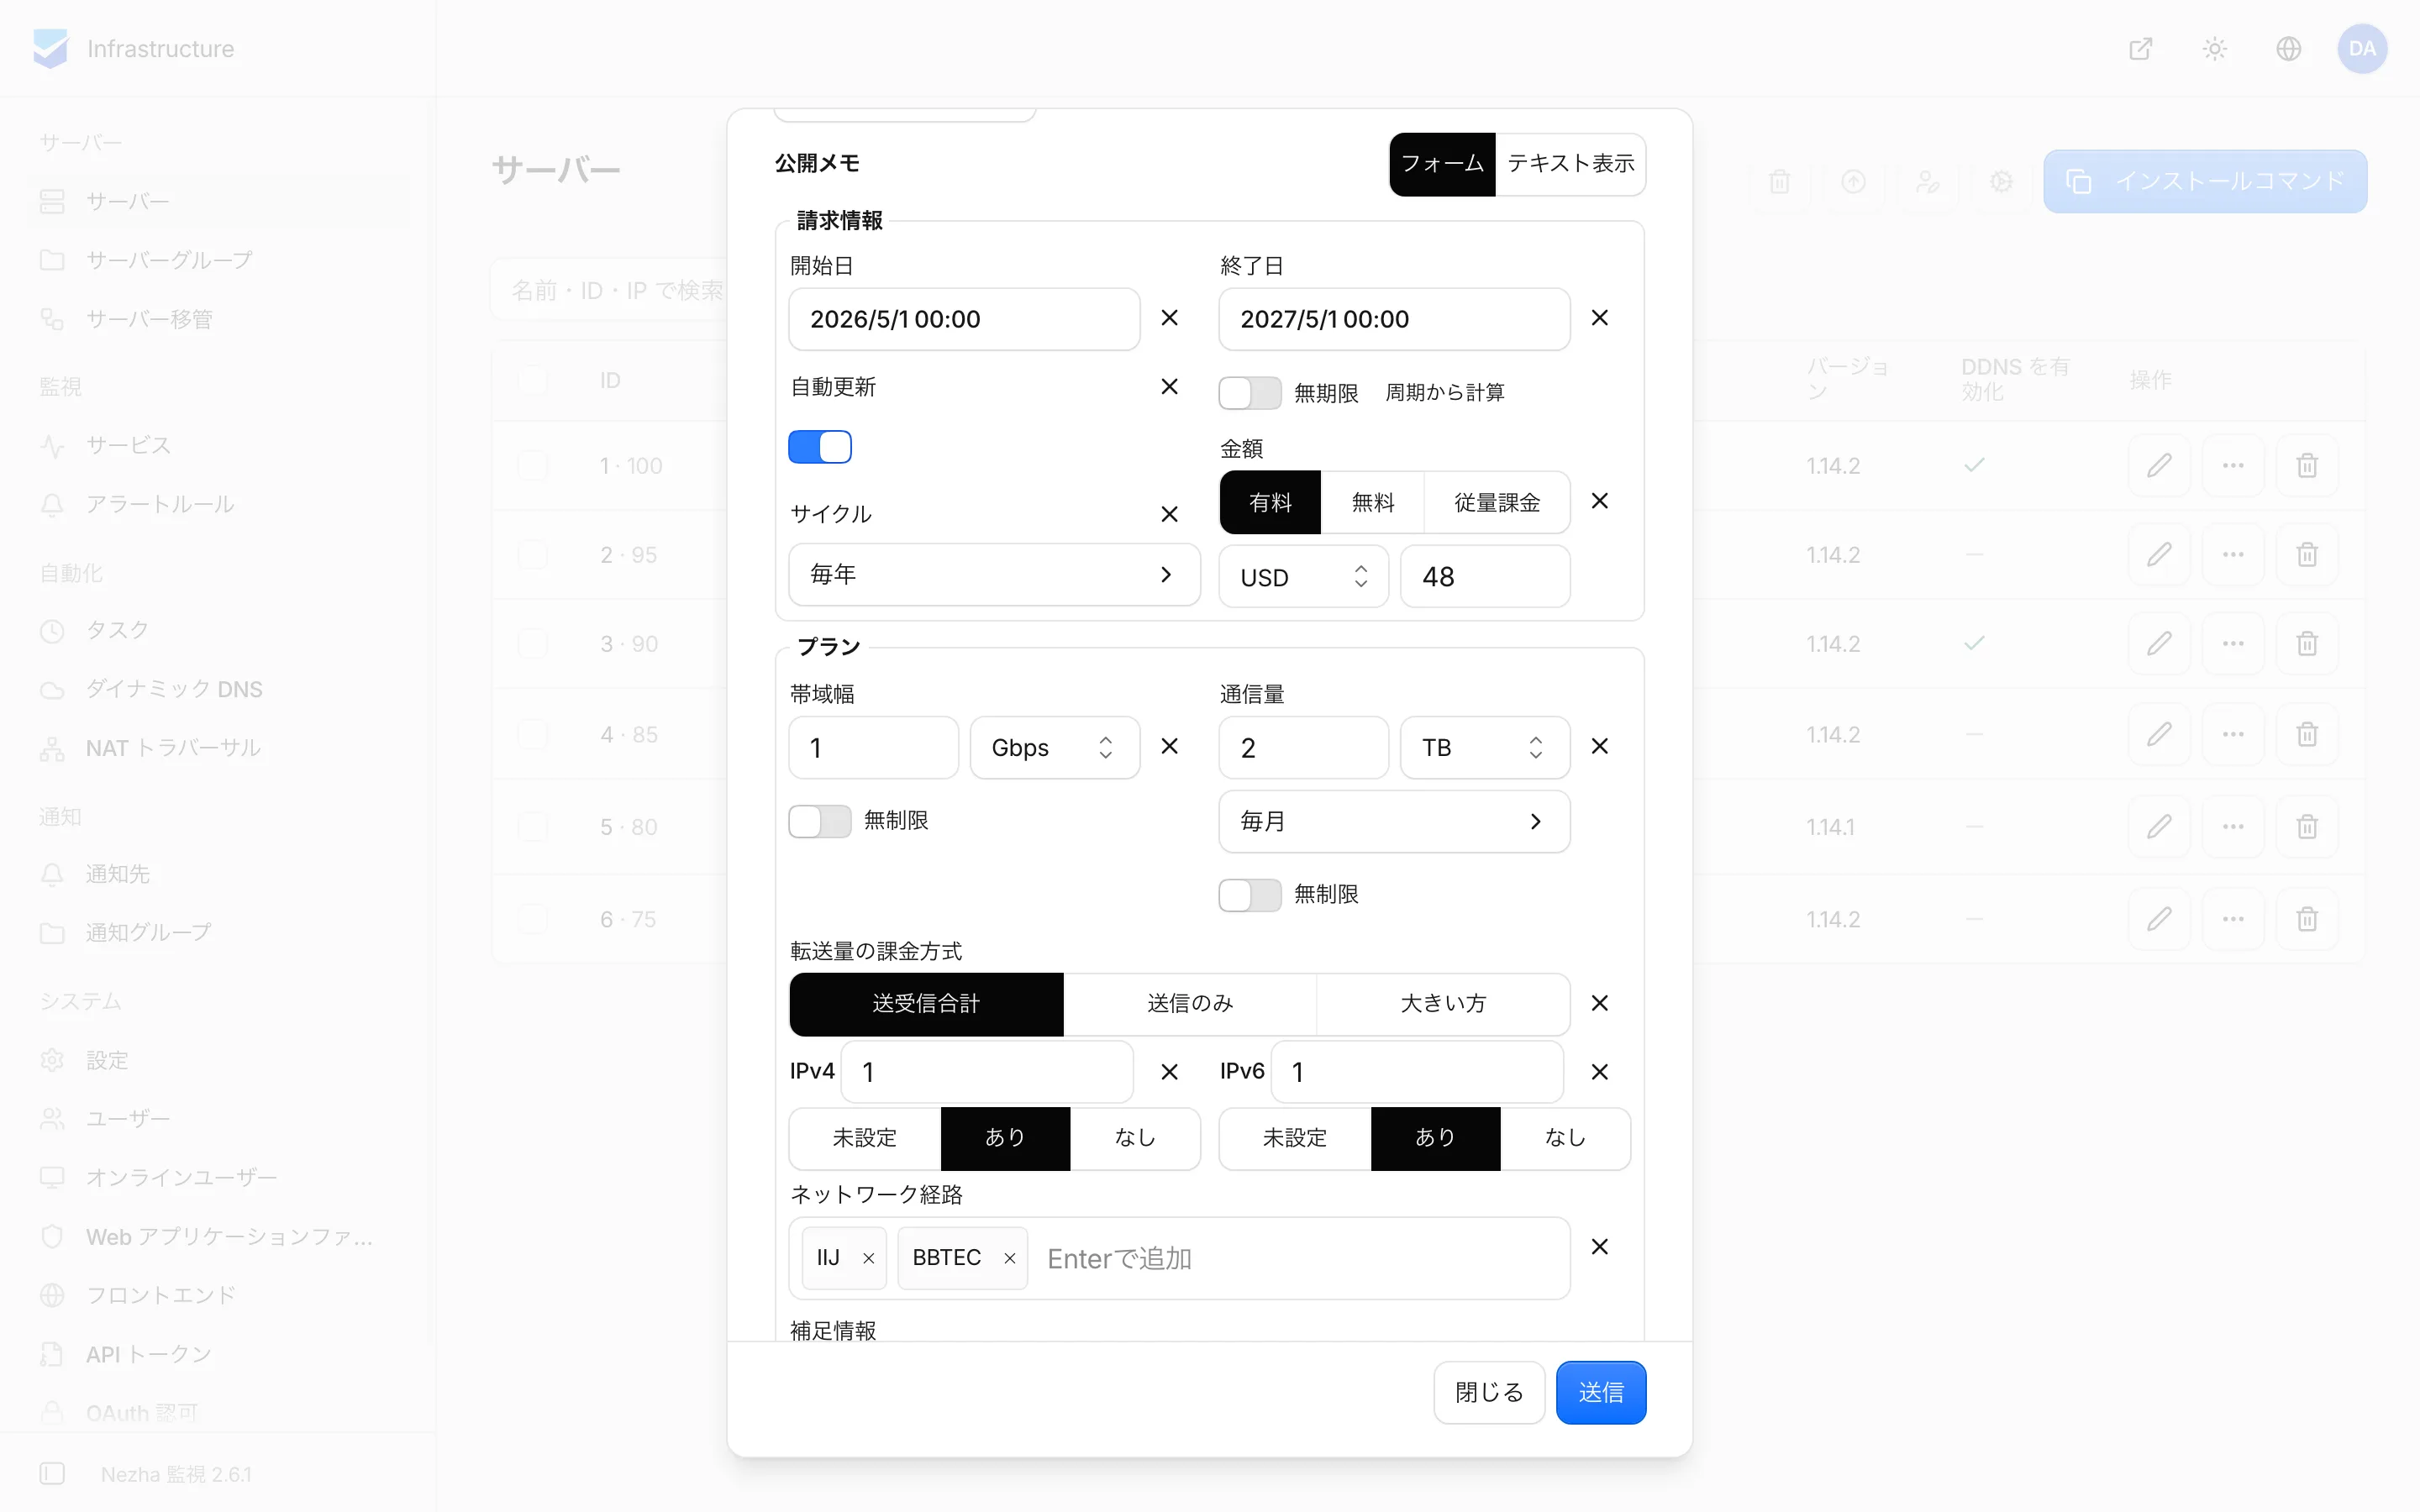 Infrastructure
DA
サーバー
サーバー
サーバーグループ
サーバー移管
監視
サービス
アラートルール
自動化
タスク
ダイナミック DNS
NAT トラバーサル
通知
通知先
通知グループ
システム
設定
ユーザー
オンラインユーザー
Web アプリケーションファ...
フロントエンド
API トークン
OAuth 認可
Nezha 監視 2.6.1
サーバー
インストールコマンド
名前・ID・IP で検索
ID
バージョン
DDNS を有効化
操作
1 · 100
1.14.2
2 · 95
1.14.2
3 · 90
1.14.2
4 · 85
1.14.2
5 · 80
1.14.1
6 · 75
1.14.2
公開メモ
フォーム
テキスト表示
請求情報
開始日
終了日
2026/5/1 00:00
2027/5/1 00:00
自動更新
無期限
周期から計算
金額
有料
無料
従量課金
サイクル
毎年
USD
48
プラン
帯域幅
通信量
1
Gbps
2
TB
無制限
毎月
無制限
転送量の課金方式
送受信合計
送信のみ
大きい方
IPv4
1
IPv6
1
未設定
あり
なし
未設定
あり
なし
ネットワーク経路
IIJ
BBTEC
Enterで追加
補足情報
閉じる
送信